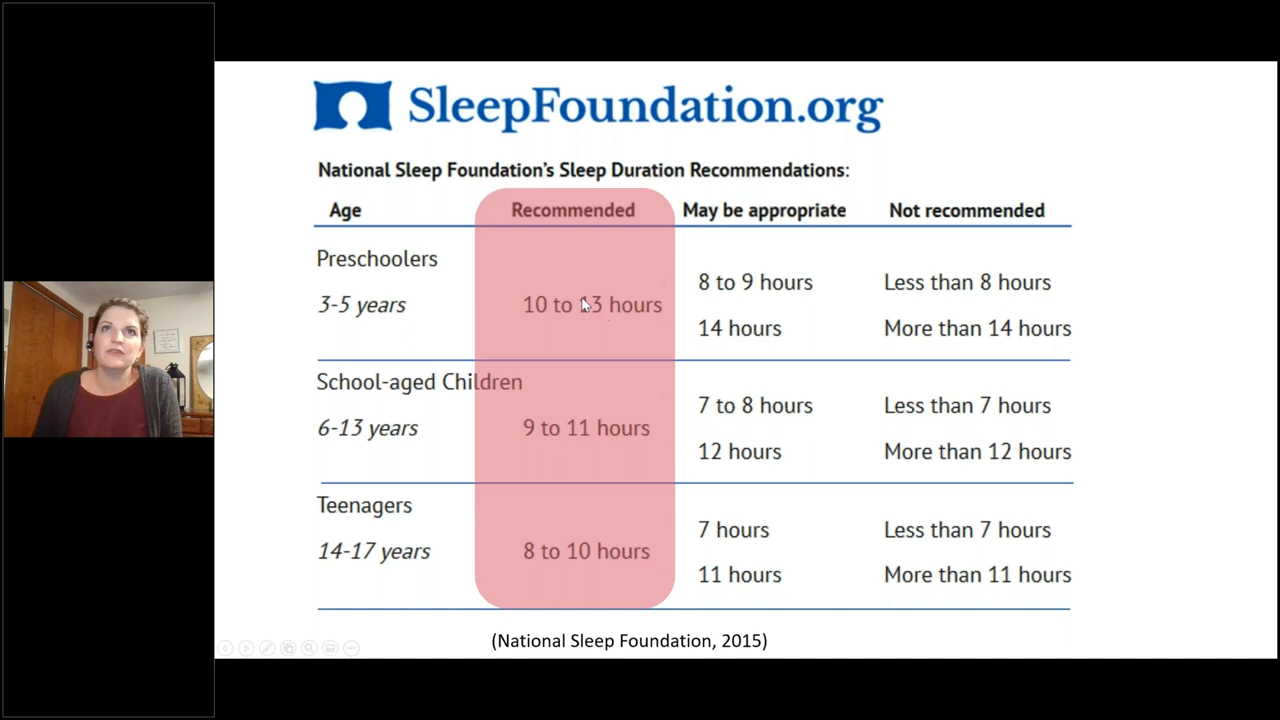 SleepFoundation.org
National Sleep Foundation's Sleep Duration Recommendations:
Age Recommended May be appropriate Not recommended
Preschoolers
8 to 9 hours Less than 8 hours
3-5 years 10 to 13 hours
14 hours More than 14 hours
School-aged Children
7 to 8 hours Less than 7 hours
6-13 years 9 to 11 hours
12 hours More than 12 hours
Teenagers
7 hours Less than 7 hours
14-17 years 8 to 10 hours
11 hours More than 11 hours
(National Sleep Foundation, 2015)